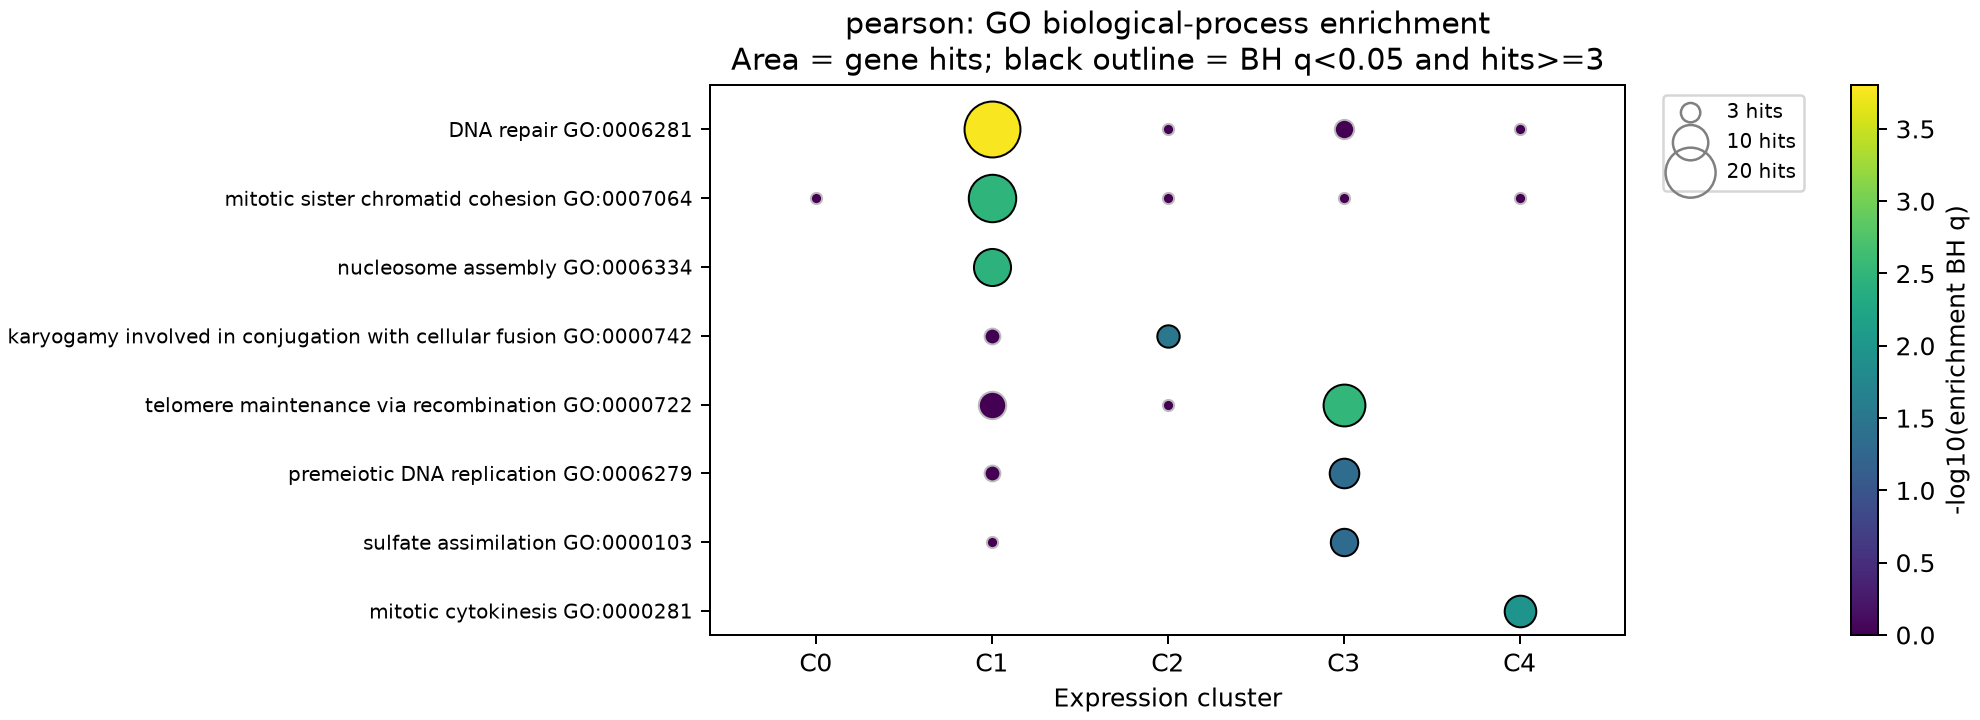 pearson: GO biological-process enrichment
Area = gene hits; black outline = BH q<0.05 and hits>=3
DNA repair GO:0006281
mitotic sister chromatid cohesion GO:0007064
nucleosome assembly GO:0006334
karyogamy involved in conjugation with cellular fusion GO:0000742
telomere maintenance via recombination GO:0000722
premeiotic DNA replication GO:0006279
sulfate assimilation GO:0000103
mitotic cytokinesis GO:0000281
C0
C1
C2
C3
C4
Expression cluster
3 hits
10 hits
20 hits
3.5
3.0
2.5
2.0
1.5
1.0
0.5
0.0
-log10(enrichment BH q)